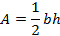 A = 1/2 bh